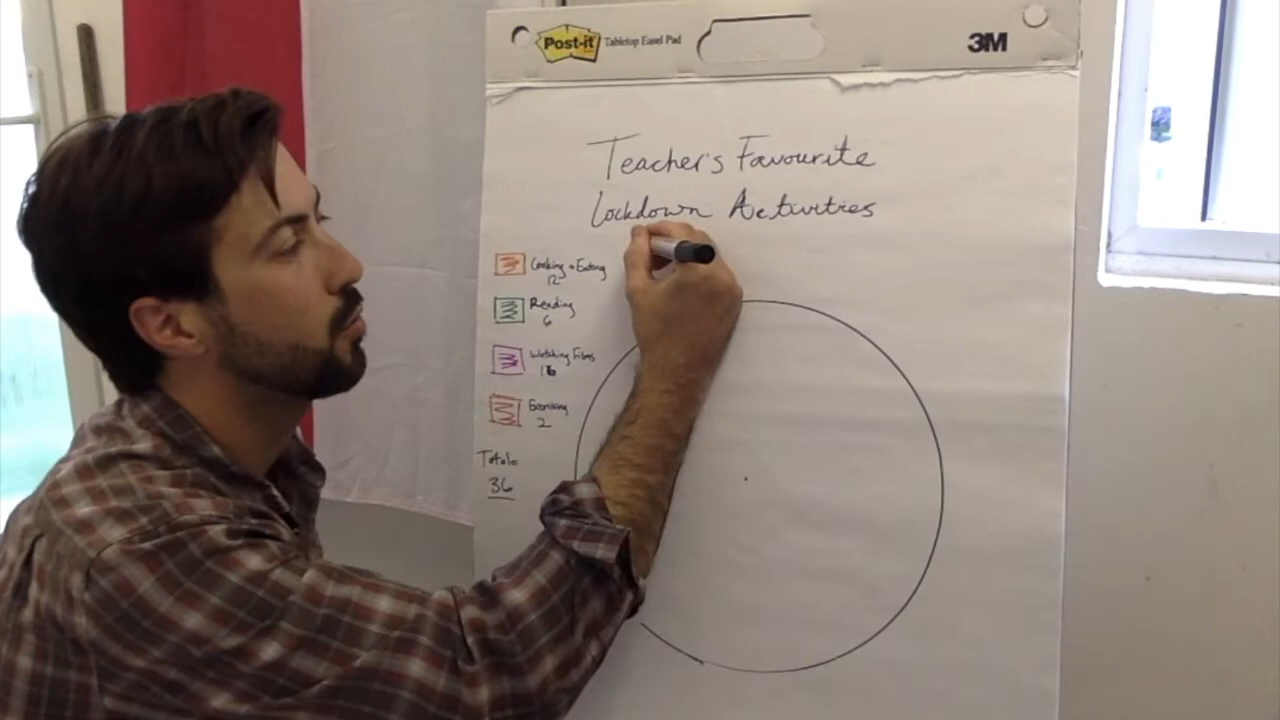 Post-it Tabletop Easel Pad
3M
Teacher's Favourite
Lockdown Activities
Cooking + Eating
12
Reading
6
Watching Films
16
Exercising
2
Total:
36